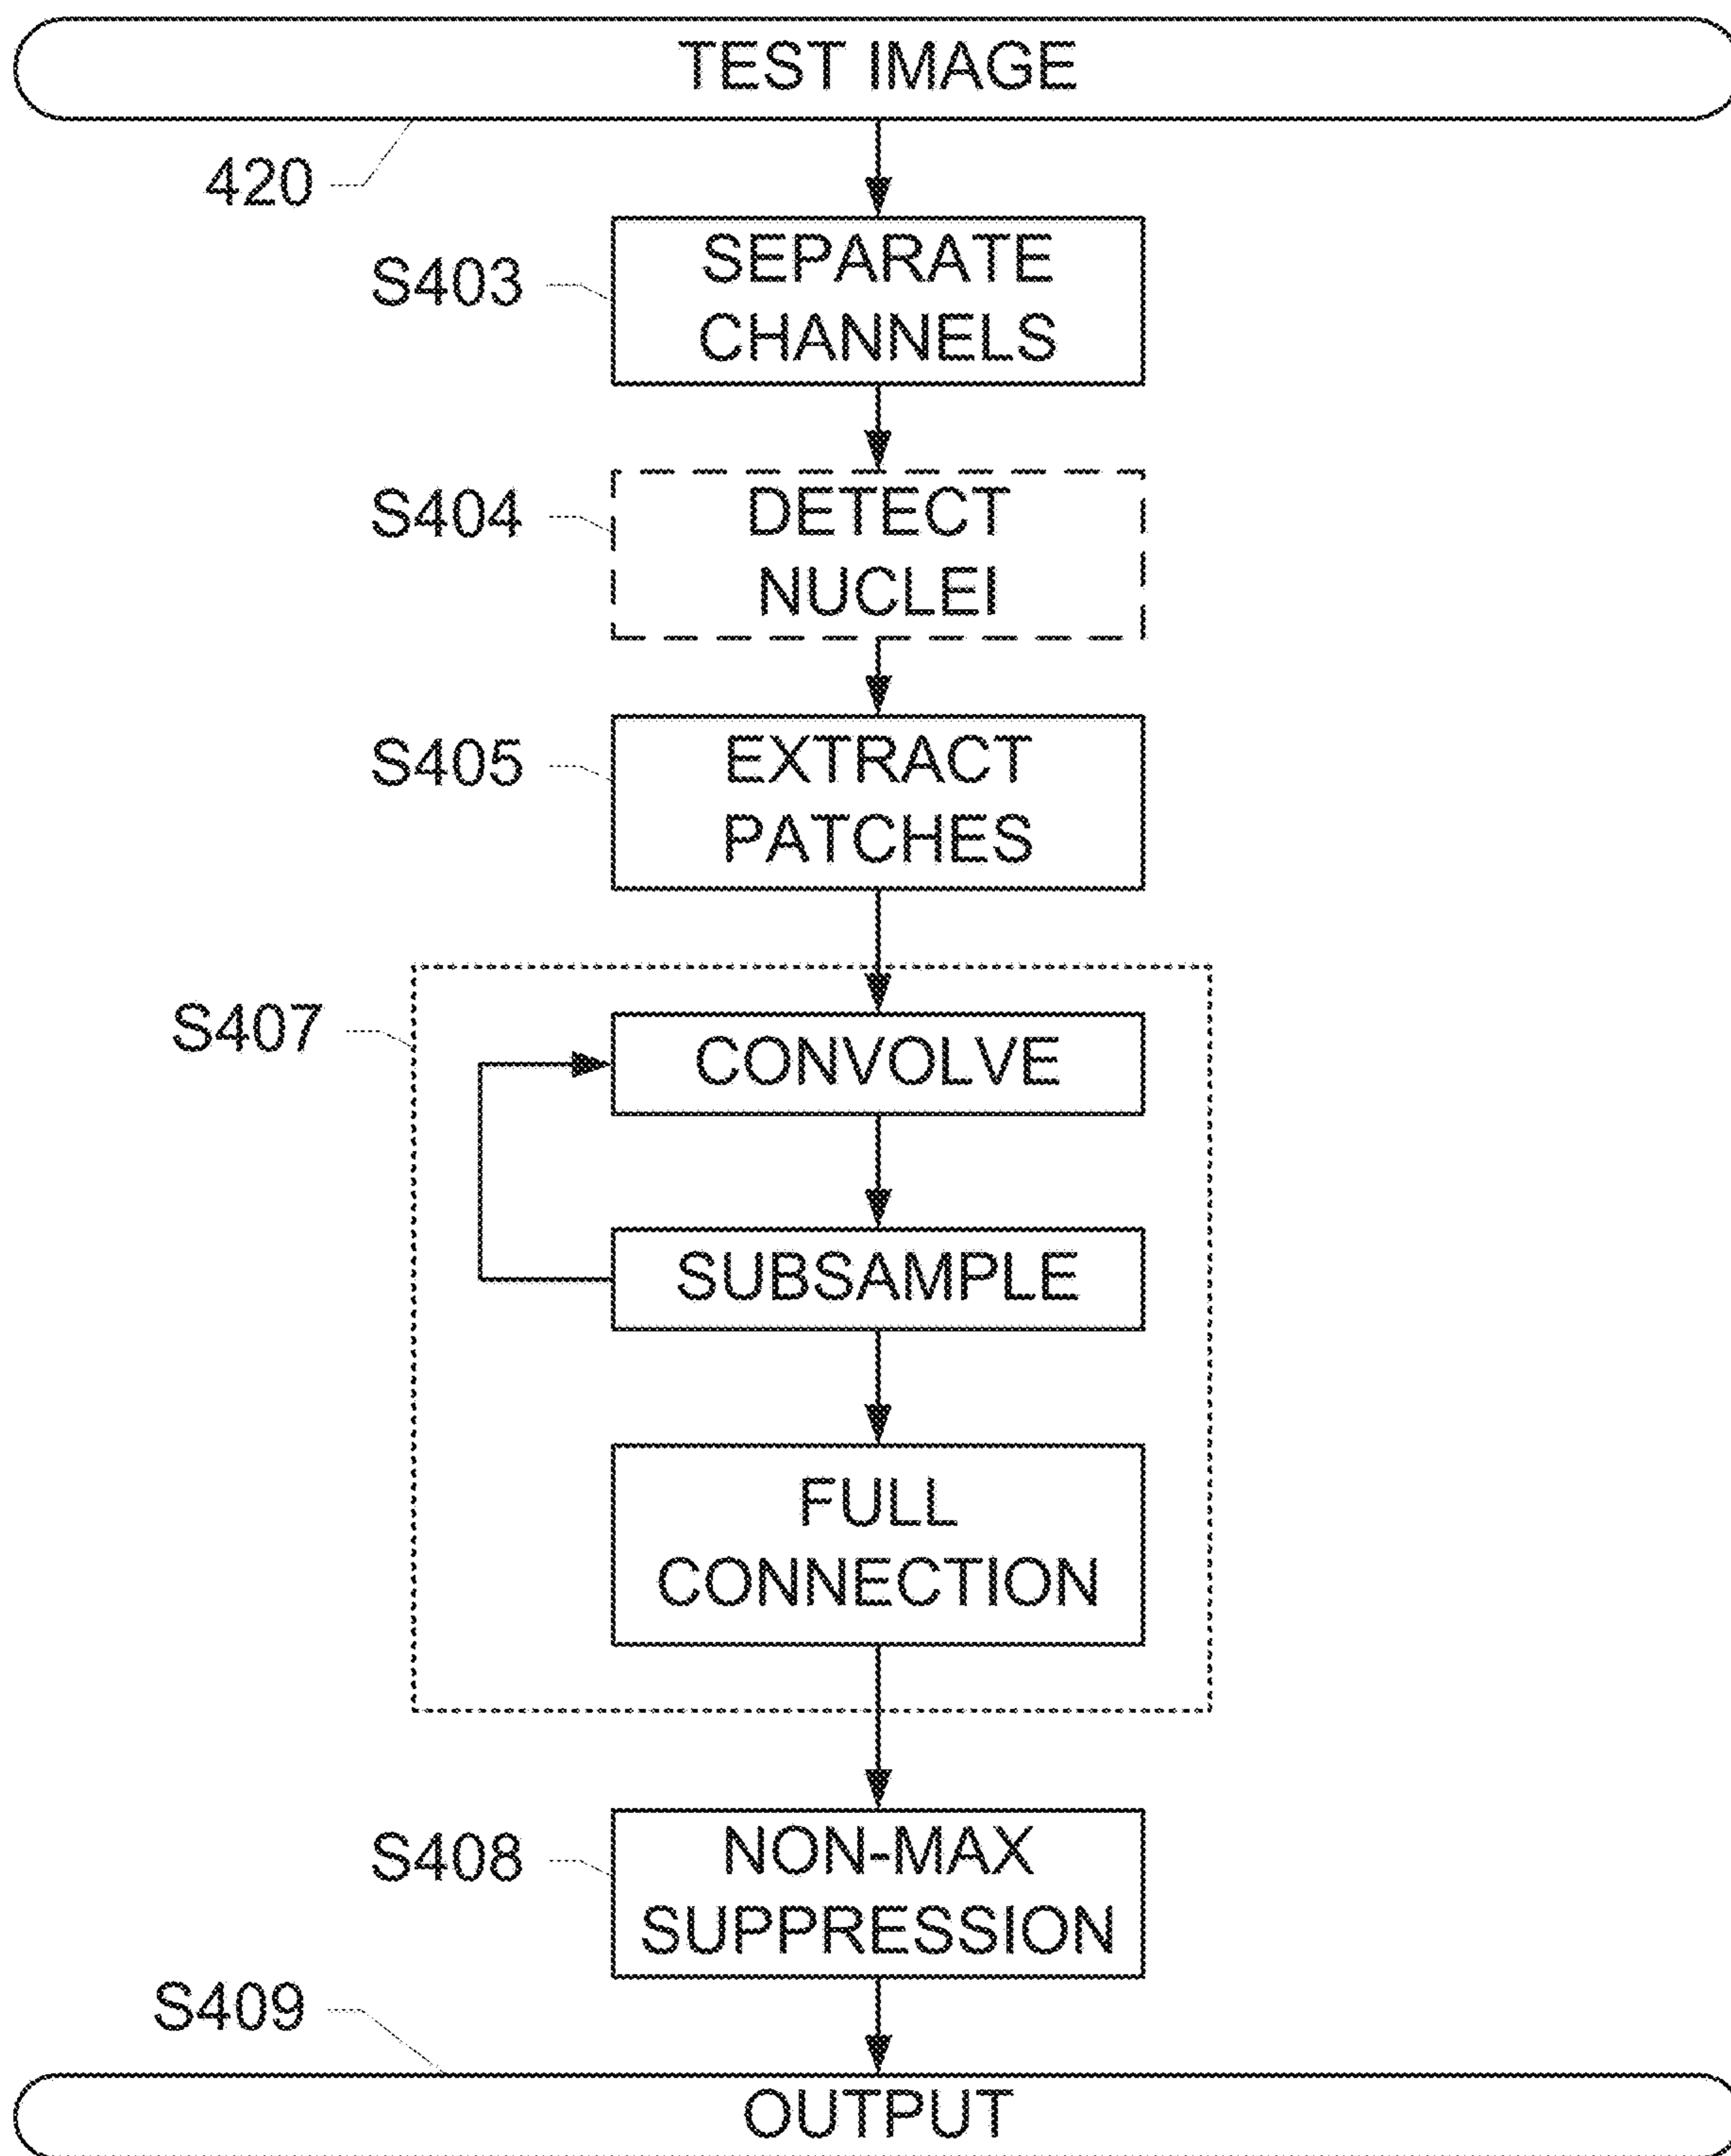 TEST IMAGE
420
S403
SEPARATE
CHANNELS
S404
DETECT
NUCLEI
S405
EXTRACT
PATCHES
S407
CONVOLVE
SUBSAMPLE
FULL
CONNECTION
S408
NON-MAX
SUPPRESSION
S409
OUTPUT